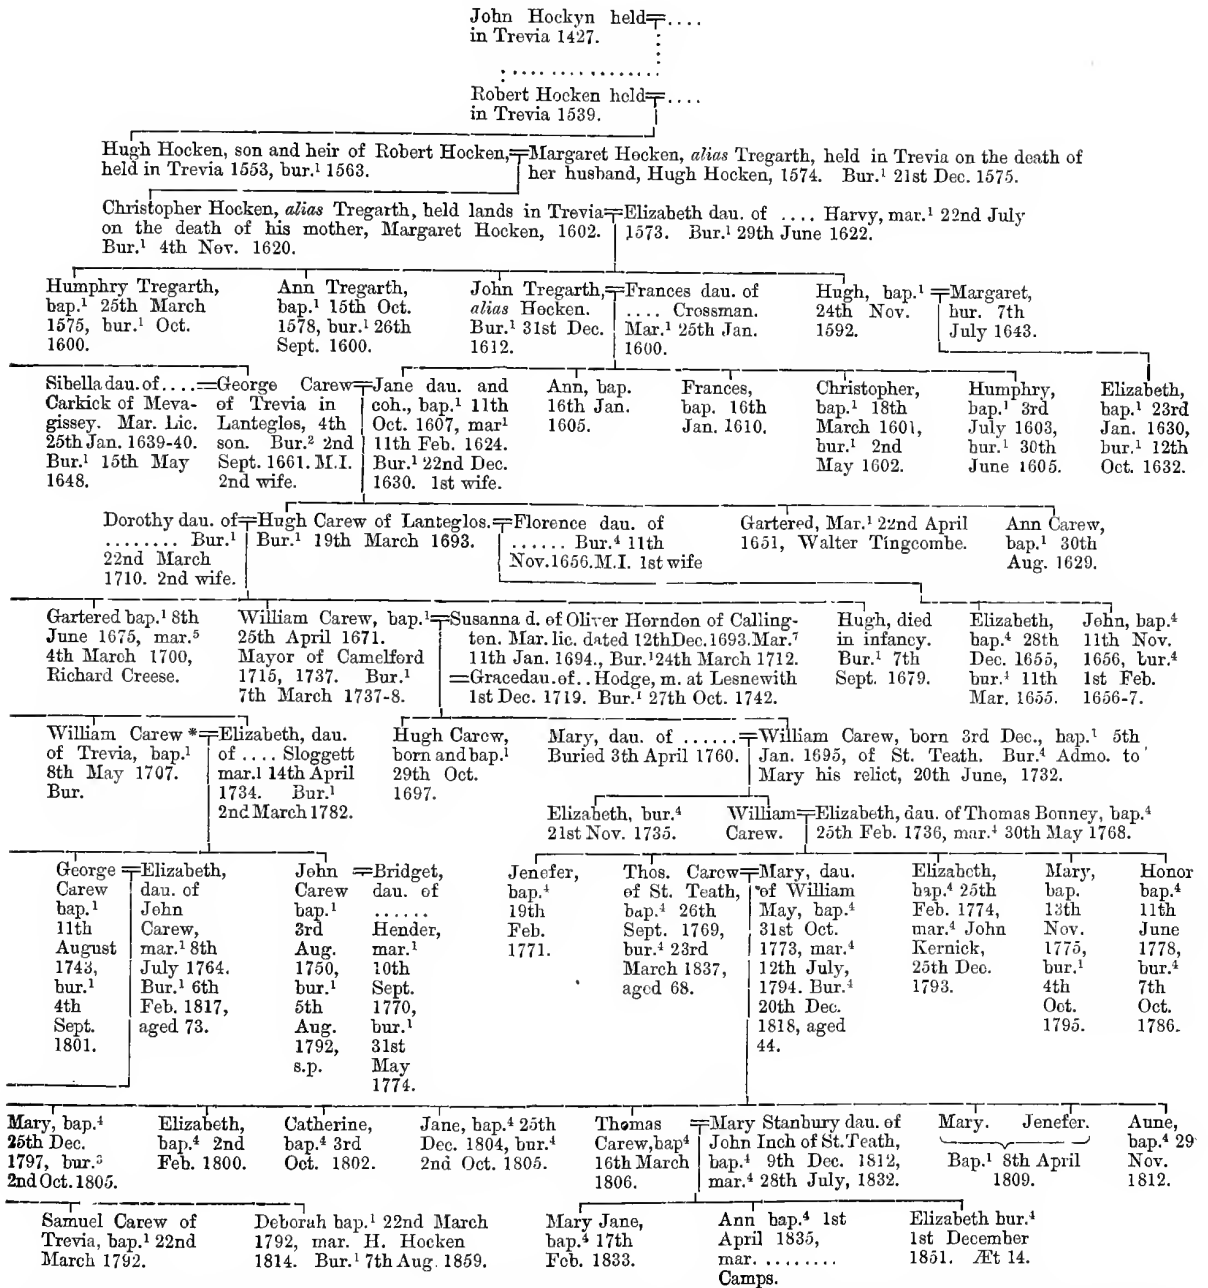 John Hockyn held=....
in Trevia 1427.
Robert Hocken held=....
in Trevia 1539.
Hugh Hocken, son and heir of Robert Hocken,=
held in Trevia 1553, bur.¹ 1563.
Margaret Hocken, alias Tregarth, held in Trevia on the death of
her husband, Hugh Hocken, 1574. Bur.¹ 21st Dec. 1575.
Christopher Hocken, alias Tregarth, held lands in Trevia=
on the death of his mother, Margaret Hocken, 1602.
Bur.¹ 4th Nov. 1620.
Elizabeth dau. of .... Harvy, mar.¹ 22nd July
1573. Bur.¹ 29th June 1622.
Humphry Tregarth,
bap.¹ 25th March
1575, bur.¹ Oct.
1600.
Ann Tregarth,
bap.¹ 15th Oct.
1578, bur.¹ 26th
Sept. 1600.
John Tregarth,=
alias Hocken.
Bur.¹ 31st Dec.
1612.
Frances dau. of
.... Crossman.
Mar.¹ 25th Jan.
1600.
Hugh, bap.¹=
24th Nov.
1592.
Margaret,
bur. 7th
July 1643.
Sibella dau. of....=
Carkick of Meva-
gissey. Mar. Lic.
25th Jan. 1639-40.
Bur.¹ 15th May
1648.
George Carew=
of Trevia in
Lanteglos, 4th
son. Bur.² 2nd
Sept. 1661. M.I.
2nd wife.
Jane dau. and
coh., bap.¹ 11th
Oct. 1607, mar¹
11th Feb. 1624.
Bur.¹ 22nd Dec.
1630. 1st wife.
Ann, bap.
16th Jan.
1605.
Frances,
bap. 16th
Jan. 1610.
Christopher,
bap.¹ 18th
March 1601,
bur.¹ 2nd
May 1602.
Humphry,
bap.¹ 3rd
July 1603,
bur.¹ 30th
June 1605.
Elizabeth,
bap.¹ 23rd
Jan. 1630,
bur.¹ 12th
Oct. 1632.
Dorothy dau. of=
........ Bur.¹
22nd March
1710. 2nd wife.
Hugh Carew of Lanteglos.=
Bur.¹ 19th March 1693.
Florence dau. of
...... Bur.⁴ 11th
Nov. 1656. M.I. 1st wife
Gartered, Mar.¹ 22nd April
1651, Walter Tingcombe.
Ann Carew,
bap.¹ 30th
Aug. 1629.
Gartered bap.¹ 8th
June 1675, mar.⁵
4th March 1700,
Richard Creese.
William Carew, bap.¹=
25th April 1671.
Mayor of Camelford
1715, 1737. Bur.¹
7th March 1737-8.
Susanna d. of Oliver Horndon of Calling-
ton. Mar. lic. dated 12th Dec. 1693. Mar.⁷
11th Jan. 1694., Bur.¹ 24th March 1712.
=Grace dau. of.. Hodge, m. at Lesnewith
1st Dec. 1719. Bur.¹ 27th Oct. 1742.
Hugh, died
in infancy.
Bur.¹ 7th
Sept. 1679.
Elizabeth,
bap.⁴ 28th
Dec. 1655,
bur.⁴ 11th
Mar. 1655.
John, bap.⁴
11th Nov.
1656, bur.⁴
1st Feb.
1656-7.
William Carew *=
of Trevia, bap.¹
8th May 1707.
Bur.
Elizabeth, dau.
of .... Sloggett
mar.¹ 14th April
1734. Bur.¹
2nd March 1782.
Hugh Carew,
born and bap.¹
29th Oct.
1697.
Mary, dau. of ......=
Buried 3th April 1760.
William Carew, born 3rd Dec., bap.¹ 5th
Jan. 1695, of St. Teath. Bur.⁴ Admo. to
Mary his relict, 20th June, 1732.
Elizabeth, bur.⁴
21st Nov. 1735.
William=
Carew.
Elizabeth, dau. of Thomas Bonney, bap.⁴
25th Feb. 1736, mar.⁴ 30th May 1768.
George=
Carew
bap.¹
11th
August
1743,
bur.¹
4th
Sept.
1801.
Elizabeth,
dau. of
John
Carew,
mar.¹ 8th
July 1764.
Bur.¹ 6th
Feb. 1817,
aged 73.
John=
Carew
bap.¹
3rd
Aug.
1750,
bur.¹
5th
Aug.
1792,
s.p.
Bridget,
dau. of
......
Hender,
mar.¹
10th
Sept.
1770,
bur.¹
31st
May
1774.
Jenefer,
bap.⁴
19th
Feb.
1771.
Thos. Carew=
of St. Teath,
bap.⁴ 26th
Sept. 1769,
bur.⁴ 23rd
March 1837,
aged 68.
Mary, dau.
of William
May, bap.⁴
31st Oct.
1773, mar.⁴
12th July,
1794. Bur.⁴
20th Dec.
1818, aged
44.
Elizabeth,
bap.⁴ 25th
Feb. 1774,
mar.⁴ John
Kernick,
25th Dec.
1793.
Mary,
bap.
13th
Nov.
1775,
bur.¹
4th
Oct.
1795.
Honor
bap.⁴
11th
June
1778,
bur.⁴
7th
Oct.
1786.
Mary, bap.⁴
25th Dec.
1797, bur.³
2nd Oct. 1805.
Elizabeth,
bap.⁴ 2nd
Feb. 1800.
Catherine,
bap.⁴ 3rd
Oct. 1802.
Jane, bap.⁴ 25th
Dec. 1804, bur.⁴
2nd Oct. 1805.
Thomas=
Carew, bap⁴
16th March
1806.
Mary Stanbury dau. of
John Inch of St. Teath,
bap.⁴ 9th Dec. 1812,
mar.⁴ 28th July, 1832.
Mary. Jenefer.
Bap.¹ 8th April
1809.
Aune,
bap.⁴ 29
Nov.
1812.
Samuel Carew of
Trevia, bap.¹ 22nd
March 1792.
Deborah bap.¹ 22nd March
1792, mar. H. Hocken
1814. Bur.¹ 7th Aug. 1859.
Mary Jane,
bap.⁴ 17th
Feb. 1833.
Ann bap.⁴ 1st
April 1835,
mar. ........
Camps.
Elizabeth bur.⁴
1st December
1851. Æt 14.